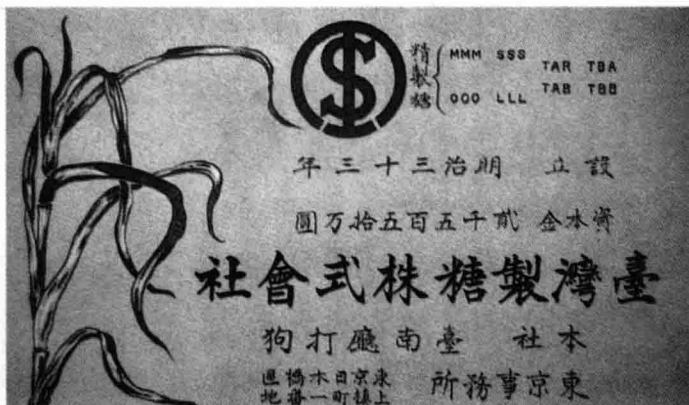 精製糖
MMM SSS TAR TBA
OOO LLL TAB TBB
設立 明治三十三年
資本金 貳千五百五拾万圓
臺灣製糖株式會社
本社 臺南廳打狗
東京事務所
東京日本橋區
上槇町一番地